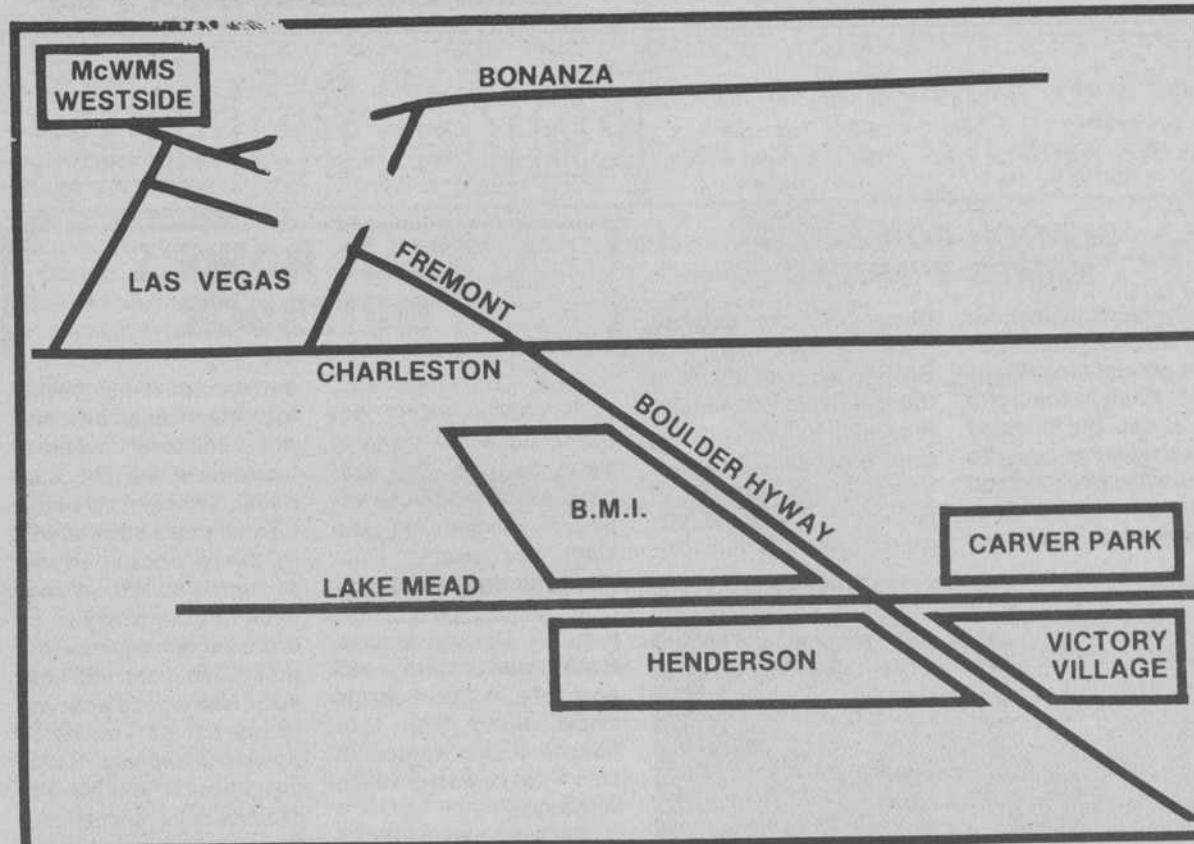 McWMS
WESTSIDE
BONANZA
LAS VEGAS
FREMONT
CHARLESTON
BOULDER HYWAY
B.M.I.
CARVER PARK
LAKE MEAD
HENDERSON
VICTORY
VILLAGE